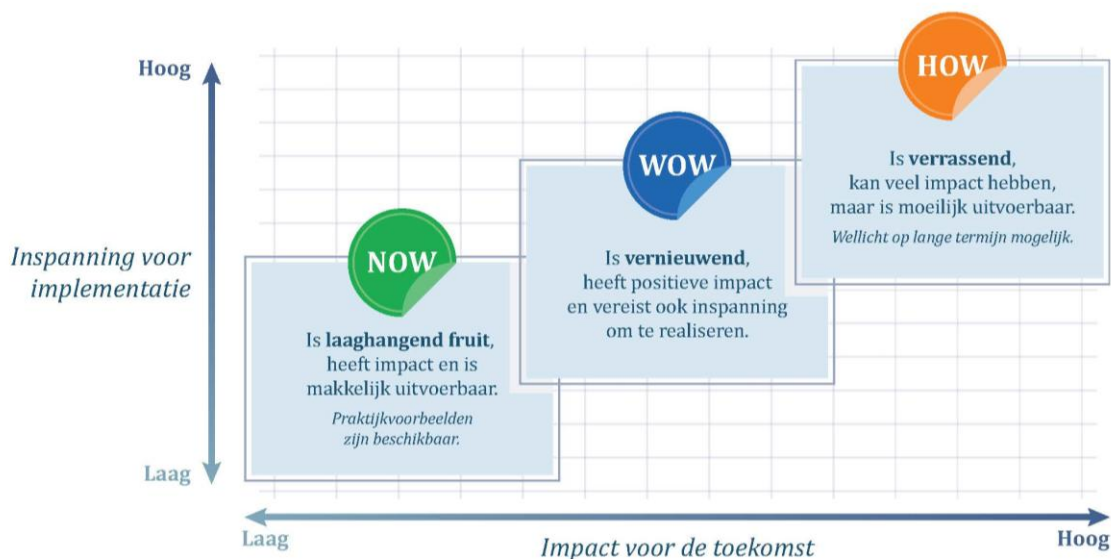 Hoog
Inspanning voor
implementatie
Laag
NOW
Is laaghangend fruit,
heeft impact en is
makkelijk uitvoerbaar.
Praktijkvoorbeelden
zijn beschikbaar.
WOW
Is vernieuwend,
heeft positieve impact
en vereist ook inspanning
om te realiseren.
HOW
Is verrassend,
kan veel impact hebben,
maar is moeilijk uitvoerbaar.
Wellicht op lange termijn mogelijk.
Laag
Impact voor de toekomst
Hoog